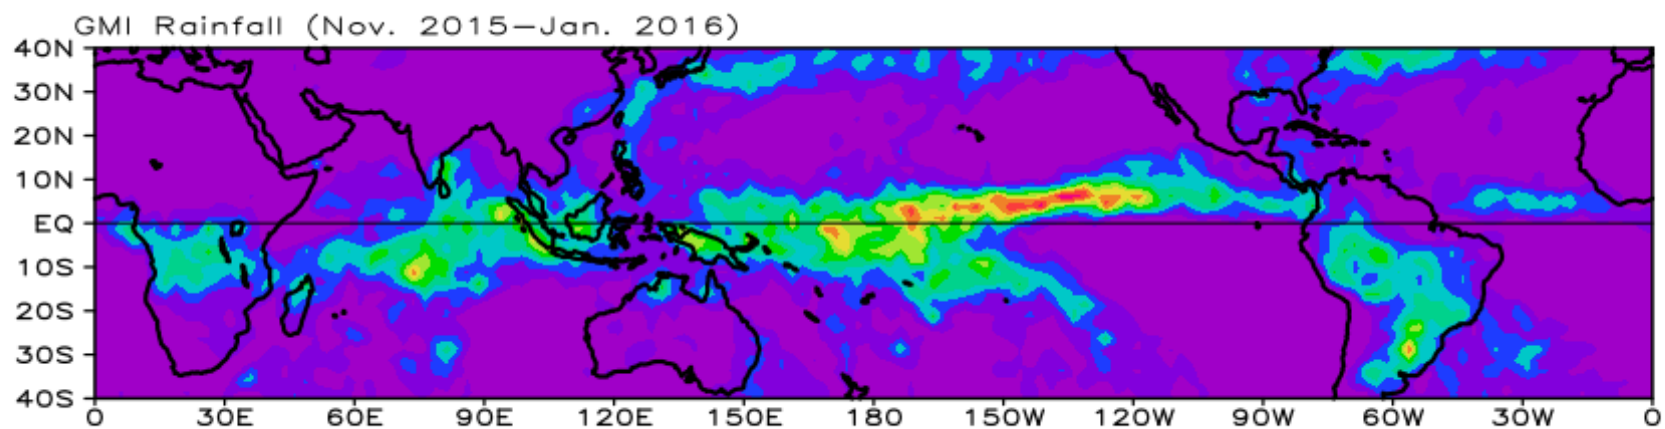 GMI Rainfall (Nov. 2015–Jan. 2016)
40N
30N
20N
10N
EQ
10S
20S
30S
40S
0 30E 60E 90E 120E 150E 180 150W 120W 90W 60W 30W 0